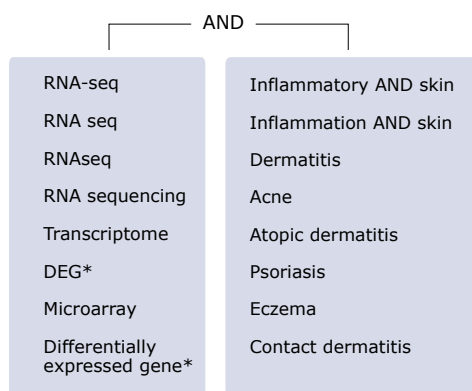 AND
RNA-seq
RNA seq
RNAseq
RNA sequencing
Transcriptome
DEG*
Microarray
Differentially
expressed gene*
Inflammatory AND skin
Inflammation AND skin
Dermatitis
Acne
Atopic dermatitis
Psoriasis
Eczema
Contact dermatitis